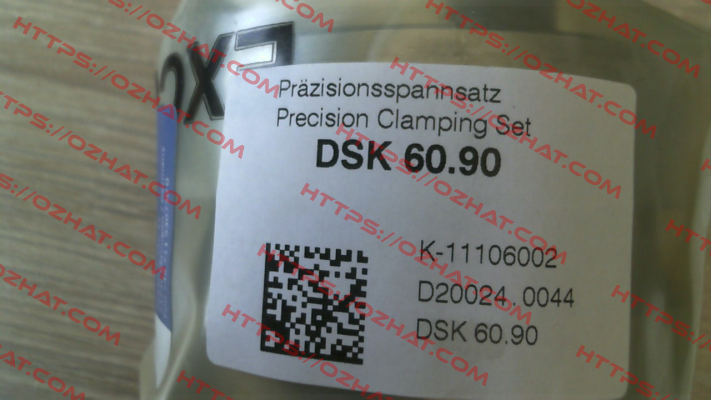 Präzisionsspannsatz
Precision Clamping Set
DSK 60.90
K-11106002
D20024.0044
DSK 60.90
HTTPS://OZHAT.COM